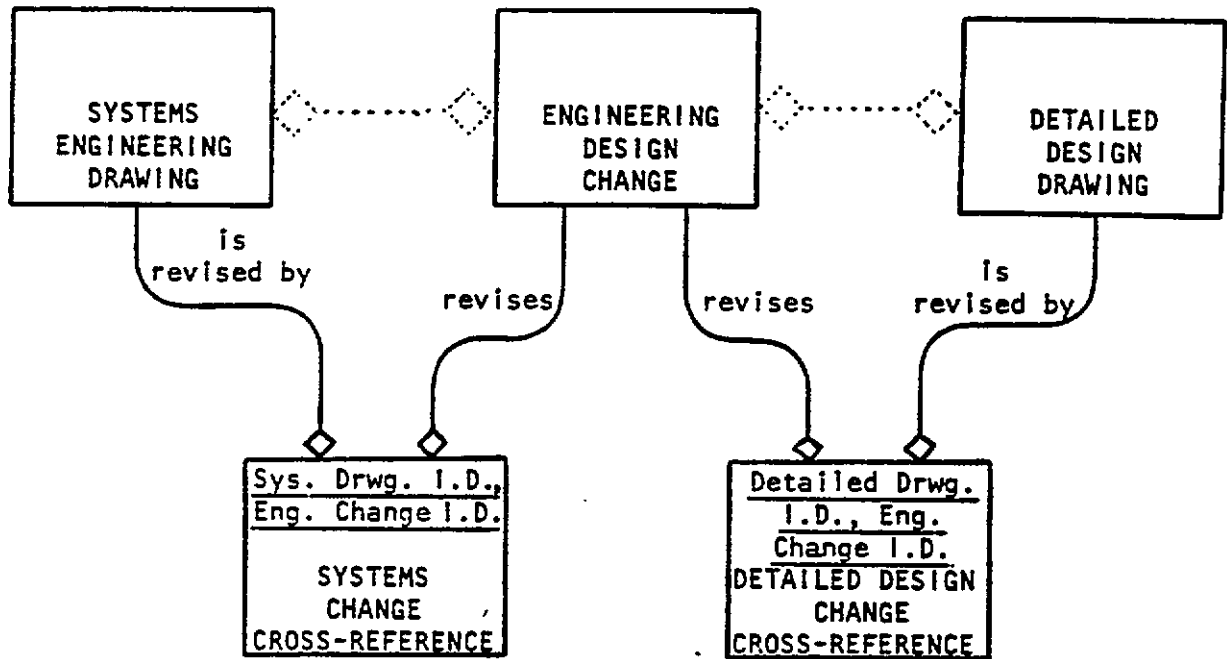 SYSTEMS
ENGINEERING
DRAWING
ENGINEERING
DESIGN
CHANGE
DETAILED
DESIGN
DRAWING
is
revised by
revises
revises
is
revised by
Sys. Drwg. I.D.,
Eng. Change I.D.
SYSTEMS
CHANGE
CROSS-REFERENCE
Detailed Drwg.
I.D., Eng.
Change I.D.
DETAILED DESIGN
CHANGE
CROSS-REFERENCE